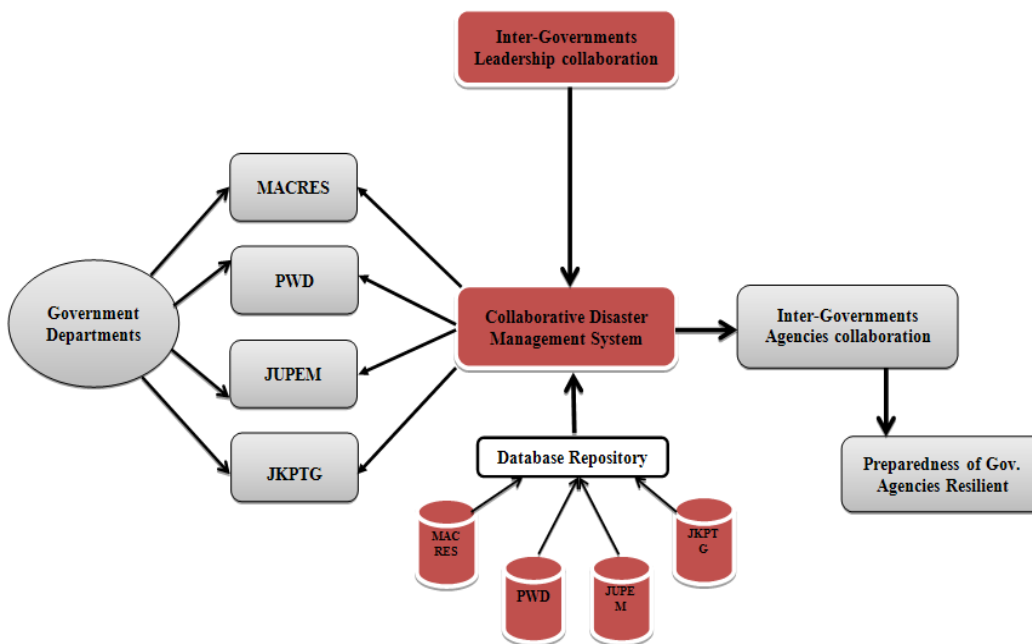 Inter-Governments
Leadership collaboration
MACRES
PWD
Government
Departments
JUPEM
JKPTG
Collaborative Disaster
Management System
Inter-Governments
Agencies collaboration
Database Repository
Preparedness of Gov.
Agencies Resilient
MAC
RES
PWD
JUPE
M
JKPT
G